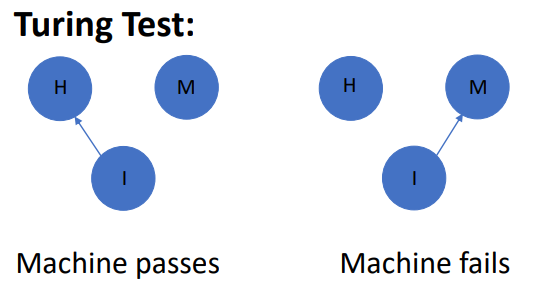 Turing Test:
H M H M
I I
Machine passes Machine fails